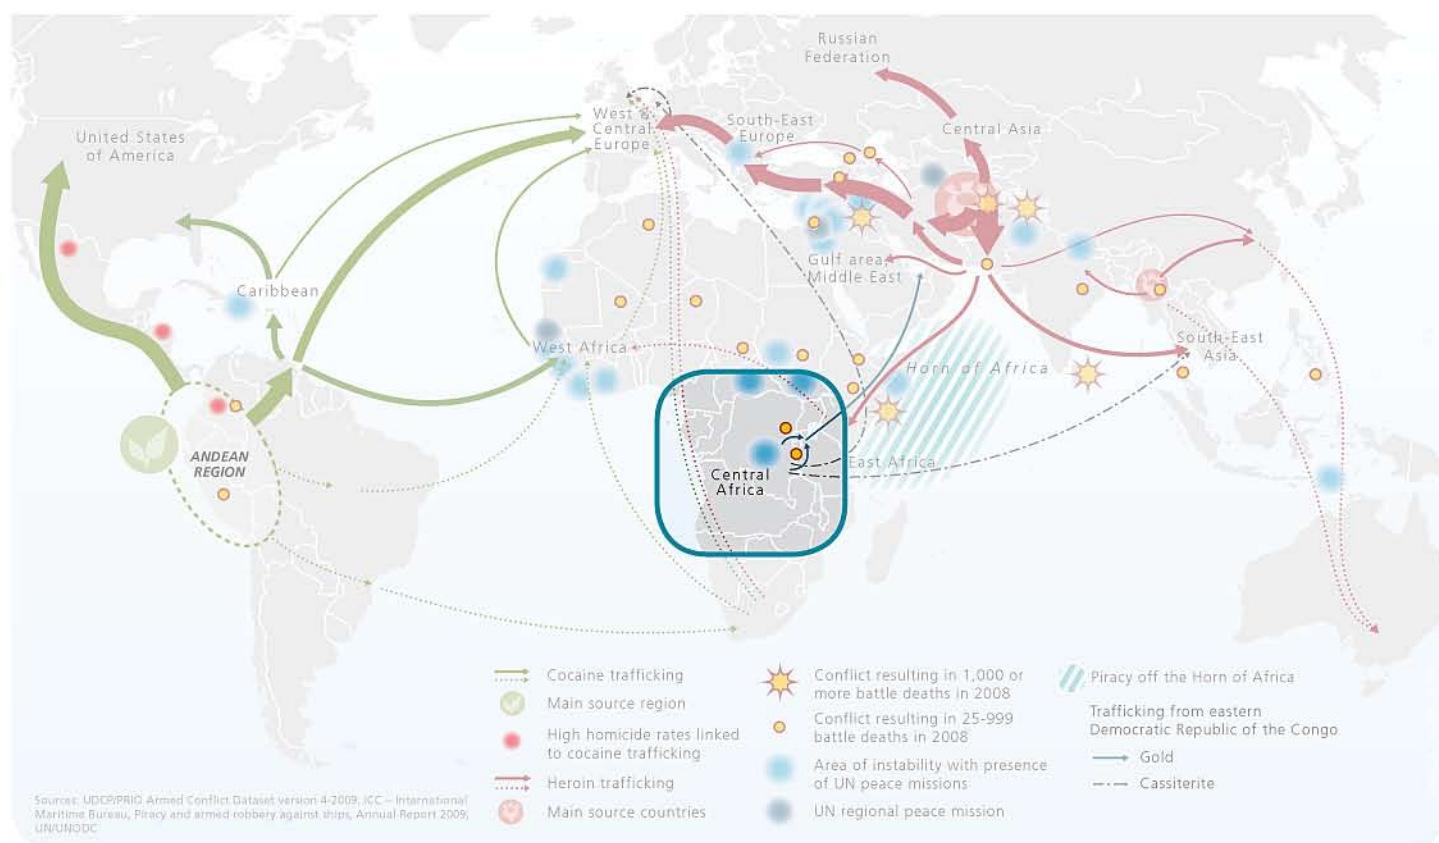 Russian
Federation
United States
of America
West &
Central
Europe
South-East
Europe
Central Asia
Gulf area,
Middle East
Caribbean
West Africa
Horn of Africa
South-East
Asia
ANDEAN
REGION
Central
Africa
East Africa
Cocaine trafficking
Main source region
High homicide rates linked
to cocaine trafficking
Heroin trafficking
Main source countries
Conflict resulting in 1,000 or
more battle deaths in 2008
Conflict resulting in 25-999
battle deaths in 2008
Area of instability with presence
of UN peace missions
UN regional peace mission
Piracy off the Horn of Africa
Trafficking from eastern
Democratic Republic of the Congo
Gold
Cassiterite
Sources: UDCP/PRIO Armed Conflict Dataset version 4-2009, ICC – International
Maritime Bureau, Piracy and armed robbery against ships, Annual Report 2009,
UN/UNODC